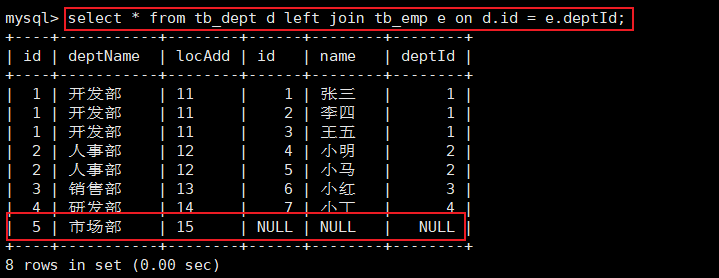 mysql> select * from tb_dept d left join tb_emp e on d.id = e.deptId;
+----+----------+--------+------+--------+--------+
| id | deptName | locAdd | id | name | deptId |
+----+----------+--------+------+--------+--------+
| 1 | 开发部 | 11 | 1 | 张三 | 1 |
| 1 | 开发部 | 11 | 2 | 李四 | 1 |
| 1 | 开发部 | 11 | 3 | 王五 | 1 |
| 2 | 人事部 | 12 | 4 | 小明 | 2 |
| 2 | 人事部 | 12 | 5 | 小马 | 2 |
| 3 | 销售部 | 13 | 6 | 小红 | 3 |
| 4 | 研发部 | 14 | 7 | 小丁 | 4 |
| 5 | 市场部 | 15 | NULL | NULL | NULL |
+----+----------+--------+------+--------+--------+
8 rows in set (0.00 sec)